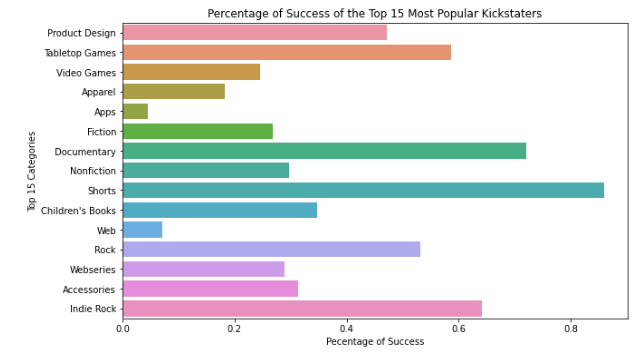 Percentage of Success of the Top 15 Most Popular Kickstaters
Top 15 Categories
Product Design
Tabletop Games
Video Games
Apparel
Apps
Fiction
Documentary
Nonfiction
Shorts
Children's Books
Web
Rock
Webseries
Accessories
Indie Rock
0.0 0.2 0.4 0.6 0.8
Pecentage of Success